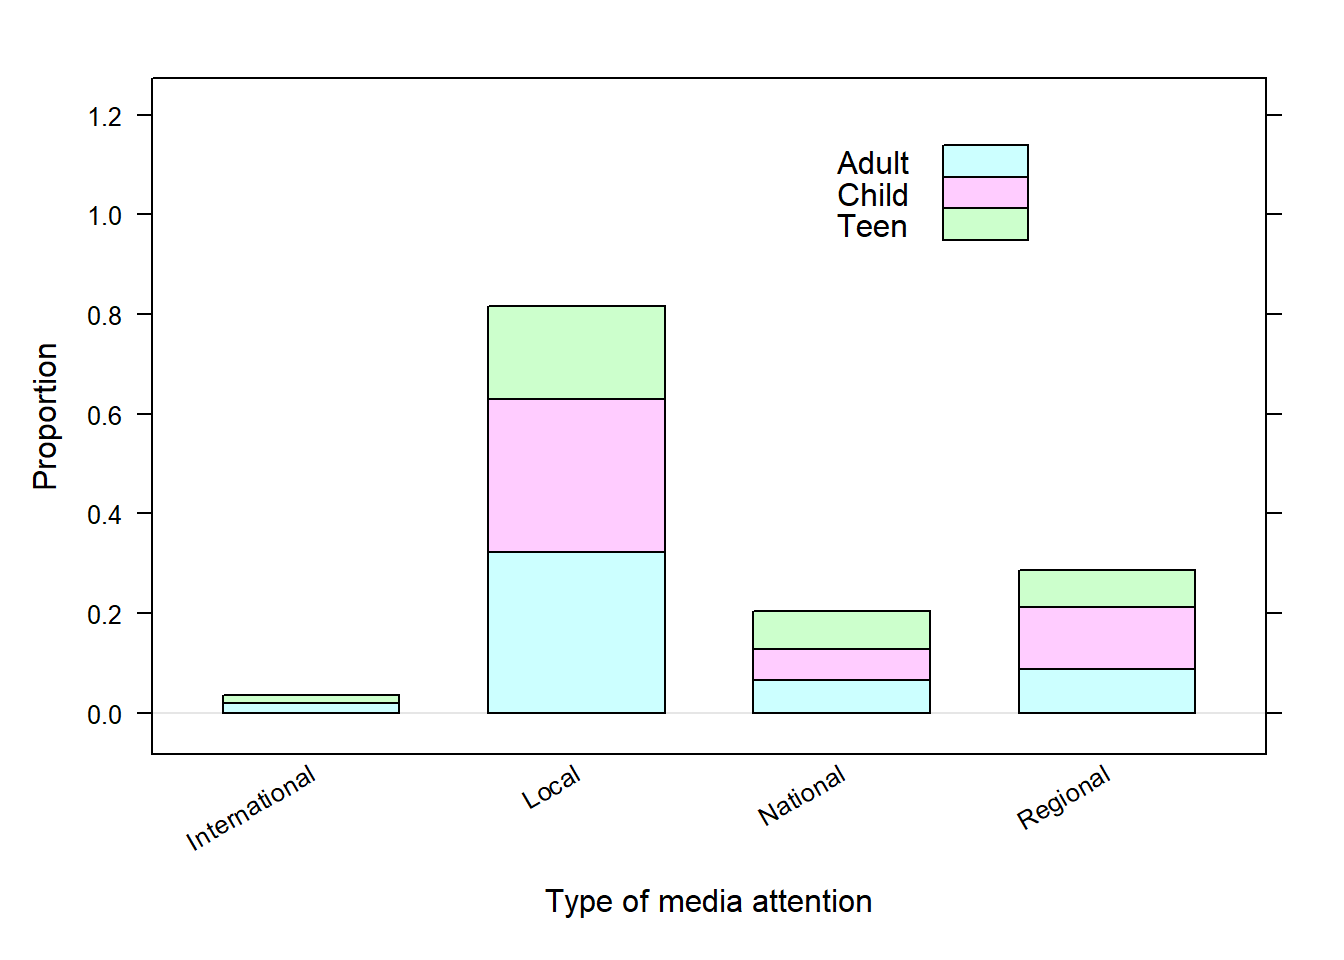 1.2
1.0
0.8
0.6
0.4
0.2
0.0
Proportion
Adult
Child
Teen
International
Local
National
Regional
Type of media attention